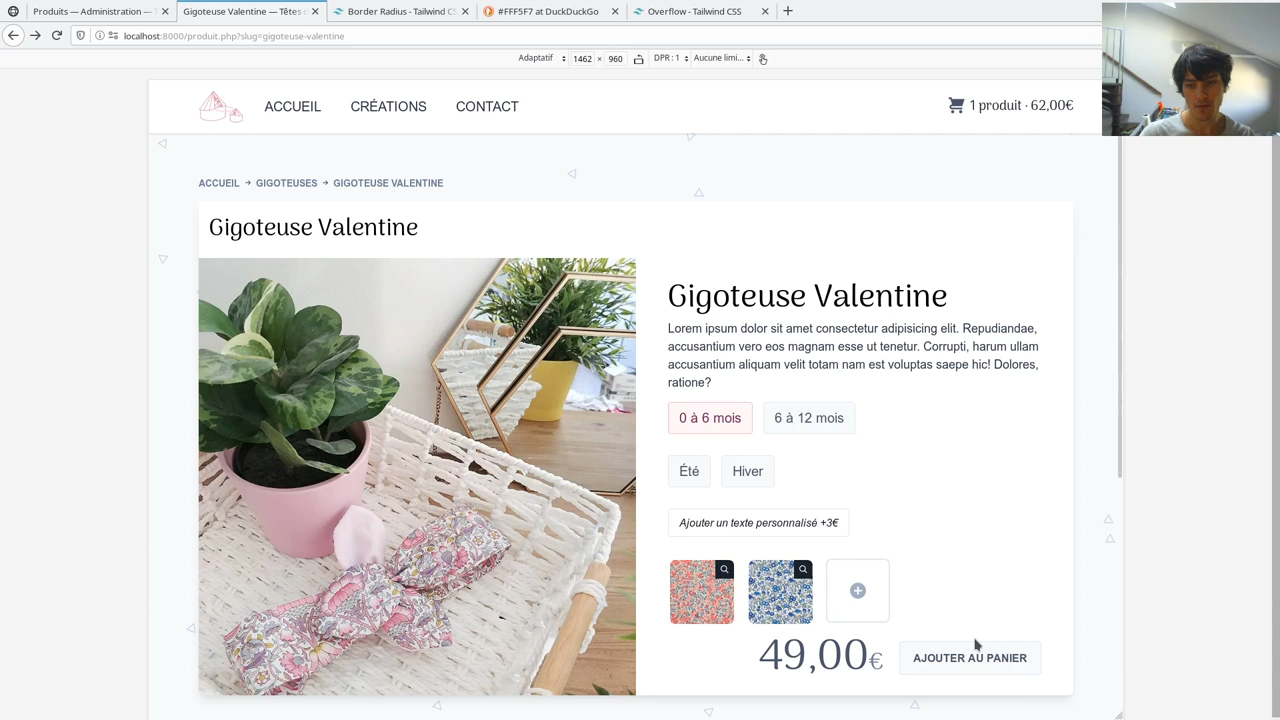 Produits — Administration —
Gigoteuse Valentine — Têtes
Border Radius - Tailwind CS
#FFF5F7 at DuckDuckGo
Overflow - Tailwind CSS
localhost:8000/produit.php?slug=gigoteuse-valentine
Adaptatif 1462 × 960 DPR : 1 Aucune limi...
ACCUEIL CRÉATIONS CONTACT
1 produit · 62,00€
ACCUEIL → GIGOTEUSES → GIGOTEUSE VALENTINE
Gigoteuse Valentine
Gigoteuse Valentine
Lorem ipsum dolor sit amet consectetur adipisicing elit. Repudiandae,
accusantium vero eos magnam esse ut tenetur. Corrupti, harum ullam
accusantium aliquam velit totam nam est voluptas saepe hic! Dolores,
ratione?
0 à 6 mois 6 à 12 mois
Été Hiver
Ajouter un texte personnalisé +3€
49,00€ AJOUTER AU PANIER